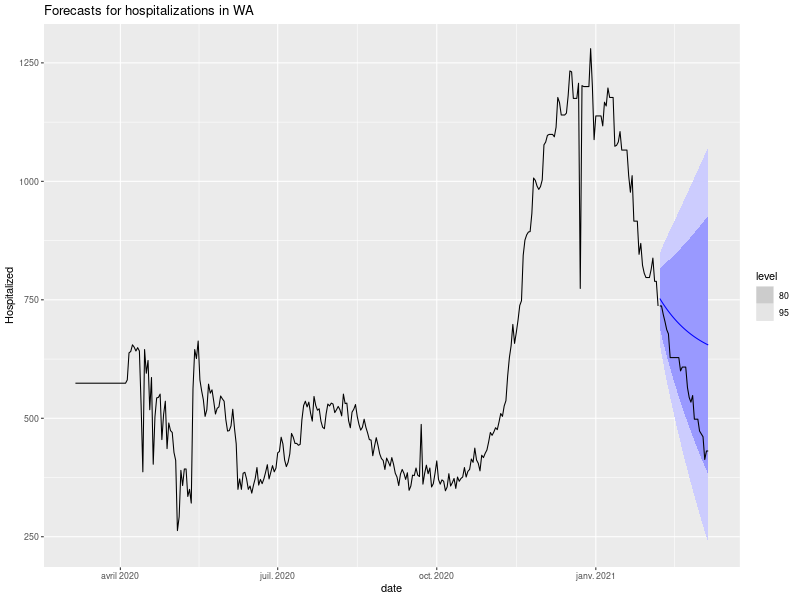 Forecasts for hospitalizations in WA
Hospitalized
1250
1000
750
500
250
avril 2020
juil. 2020
oct. 2020
janv. 2021
date
level
80
95